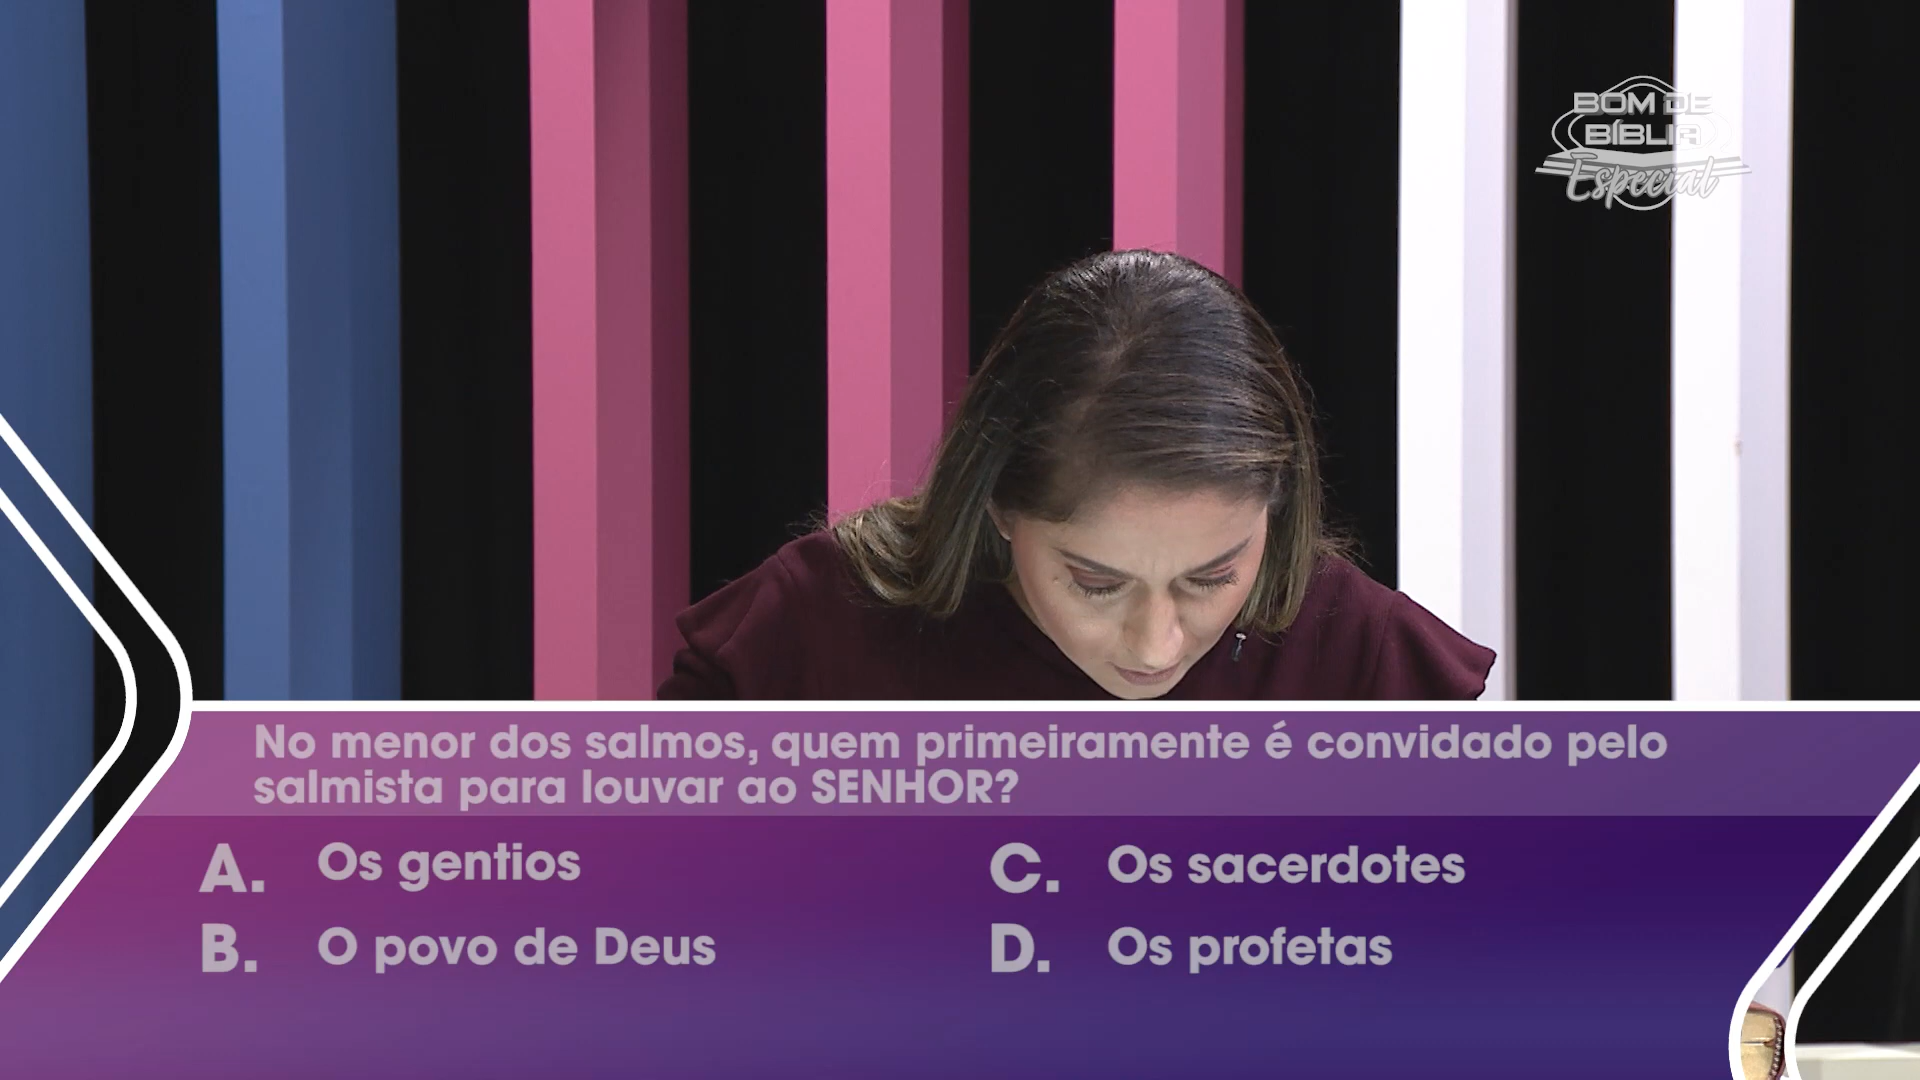 BOM DE
BÍBLIA
Especial
No menor dos salmos, quem primeiramente é convidado pelo
salmista para louvar ao SENHOR?
A. Os gentios
B. O povo de Deus
C. Os sacerdotes
D. Os profetas